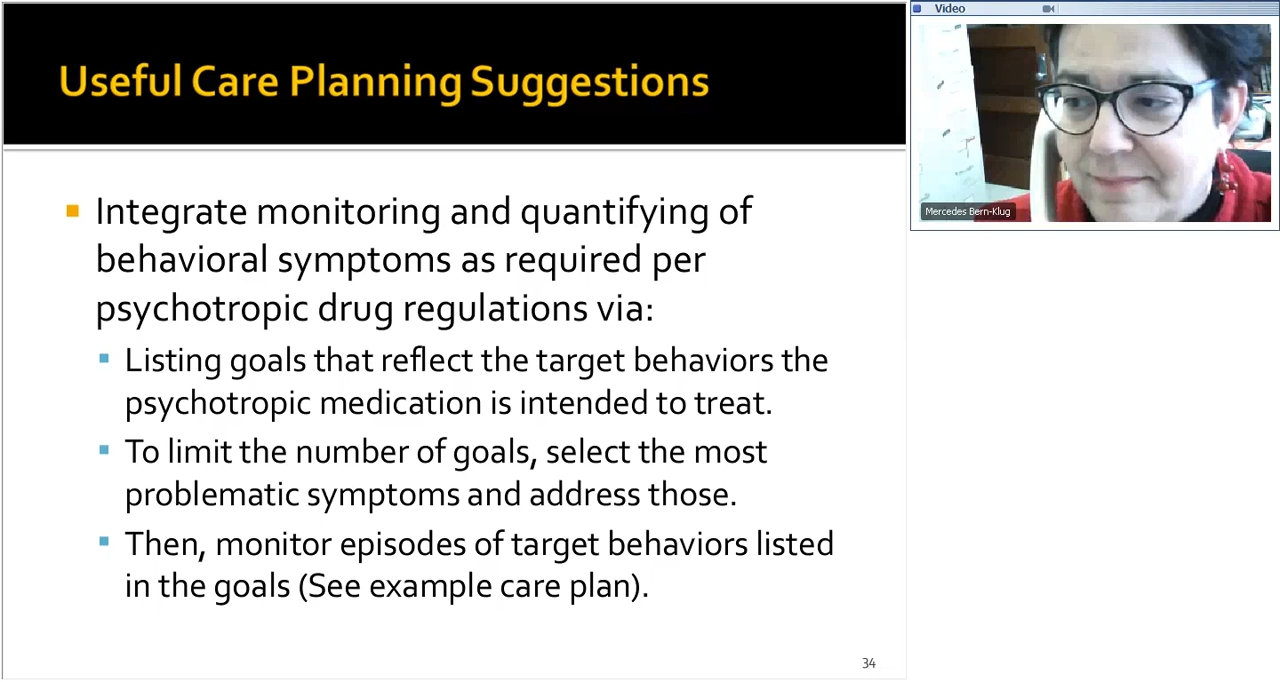 Useful Care Planning Suggestions
Integrate monitoring and quantifying of
behavioral symptoms as required per
psychotropic drug regulations via:
Listing goals that reflect the target behaviors the
psychotropic medication is intended to treat.
To limit the number of goals, select the most
problematic symptoms and address those.
Then, monitor episodes of target behaviors listed
in the goals (See example care plan).
34
Video
Mercedes Bern-Klug